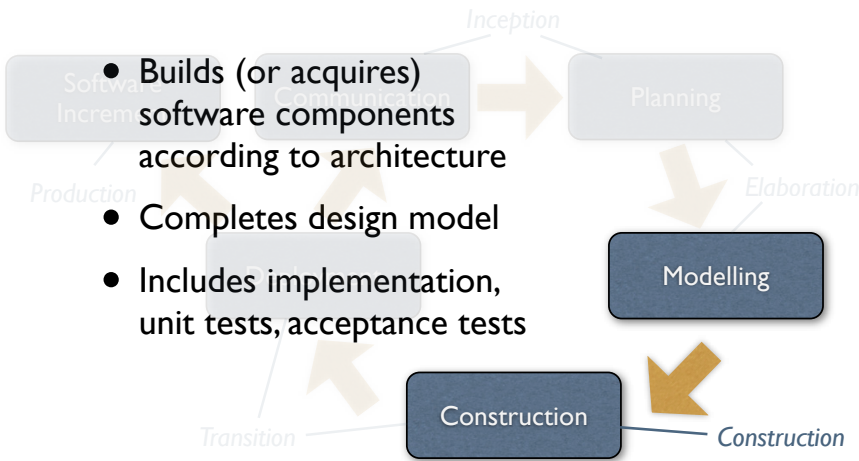 Inception
• Builds (or acquires)
software components
according to architecture
Software
Increment
Communication
Planning
Production
Elaboration
• Completes design model
• Includes implementation,
unit tests, acceptance tests
Modelling
Construction
Transition
Construction